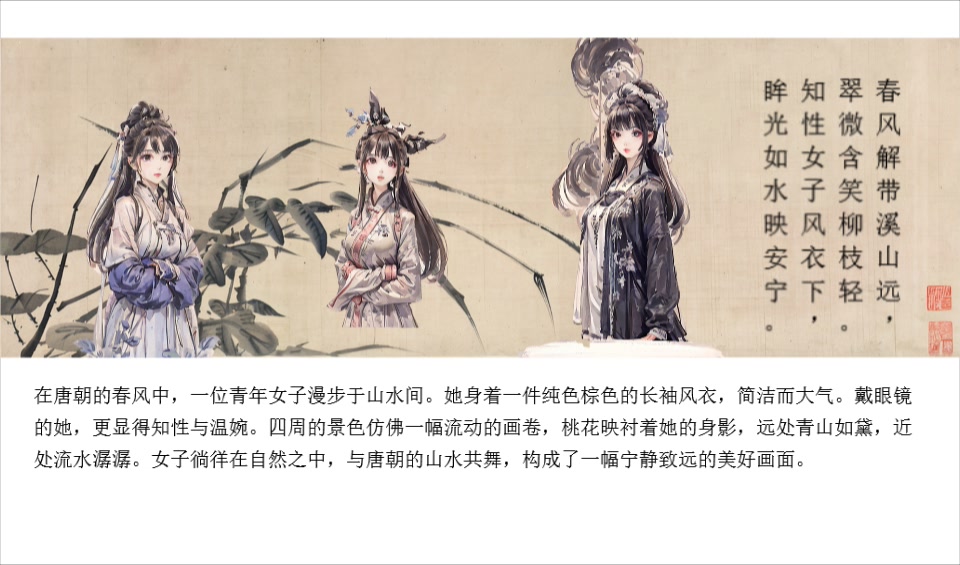 春风解带溪山远，
翠微含笑柳枝轻。
知性女子风衣下，
眸光如水映安宁。
在唐朝的春风中，一位青年女子漫步于山水间。她身着一件纯色棕色的长袖风衣，简洁而大气。戴眼镜
的她，更显得知性与温婉。四周的景色仿佛一幅流动的画卷，桃花映衬着她的身影，远处青山如黛，近
处流水潺潺。女子徜徉在自然之中，与唐朝的山水共舞，构成了一幅宁静致远的美好画面。